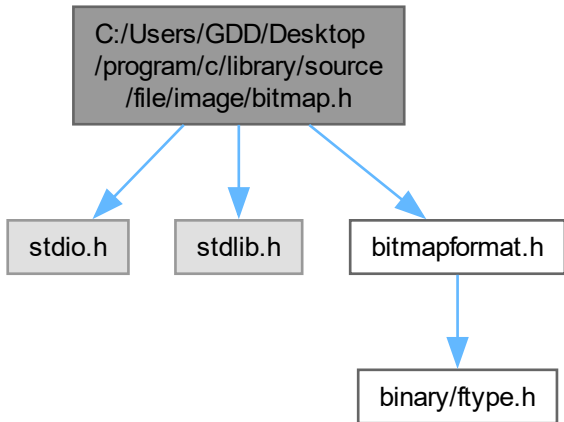 C:/Users/GDD/Desktop
/program/c/library/source
/file/image/bitmap.h
stdio.h
stdlib.h
bitmapformat.h
binary/ftype.h